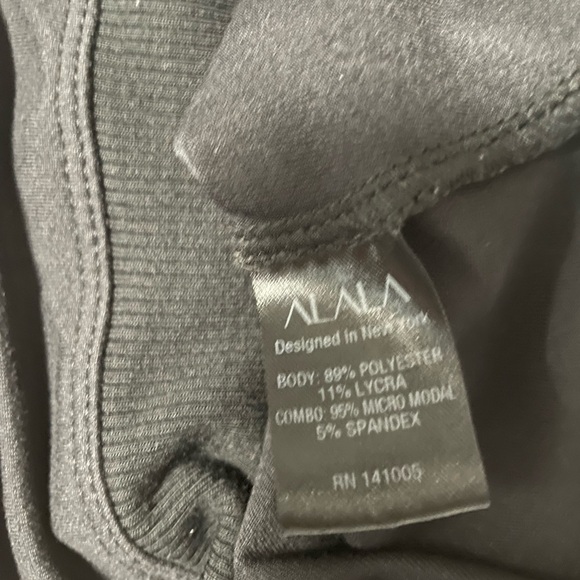 ALALA
Designed in New York
BODY: 89% POLYESTER
11% LYCRA
COMBO: 95% MICRO MODAL
5% SPANDEX
RN 141005